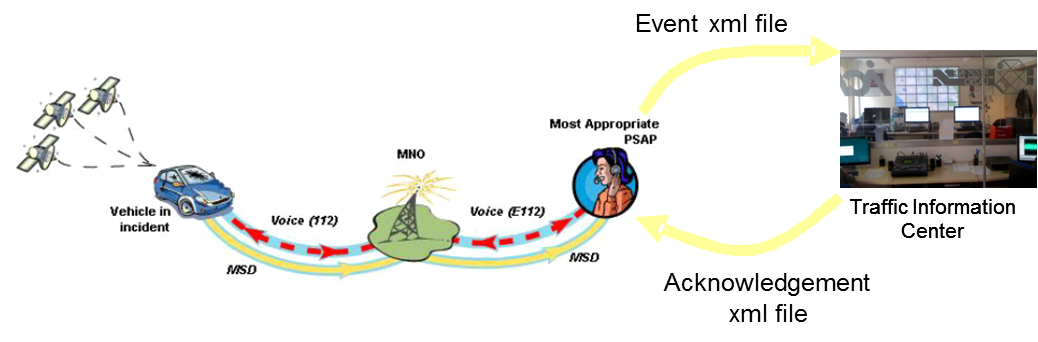 Event xml file
Most Appropriate
PSAP
MNO
Vehicle in
incident
Voice (112)
Voice (E112)
MSD
MSD
Traffic Information
Center
Acknowledgement
xml file